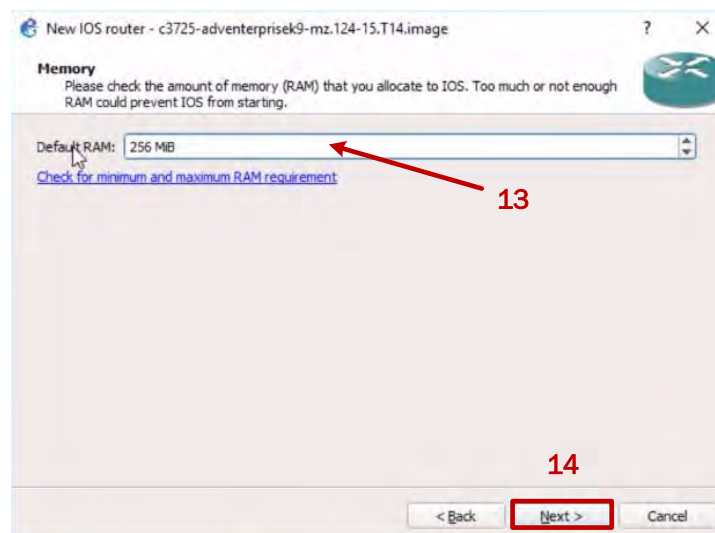 New IOS router - c3725-adventerprisek9-mz.124-15.T14.image ? ×
Memory
Please check the amount of memory (RAM) that you allocate to IOS. Too much or not enough
RAM could prevent IOS from starting.
Default RAM: 256 MiB
Check for minimum and maximum RAM requirement
13
14
< Back Next > Cancel